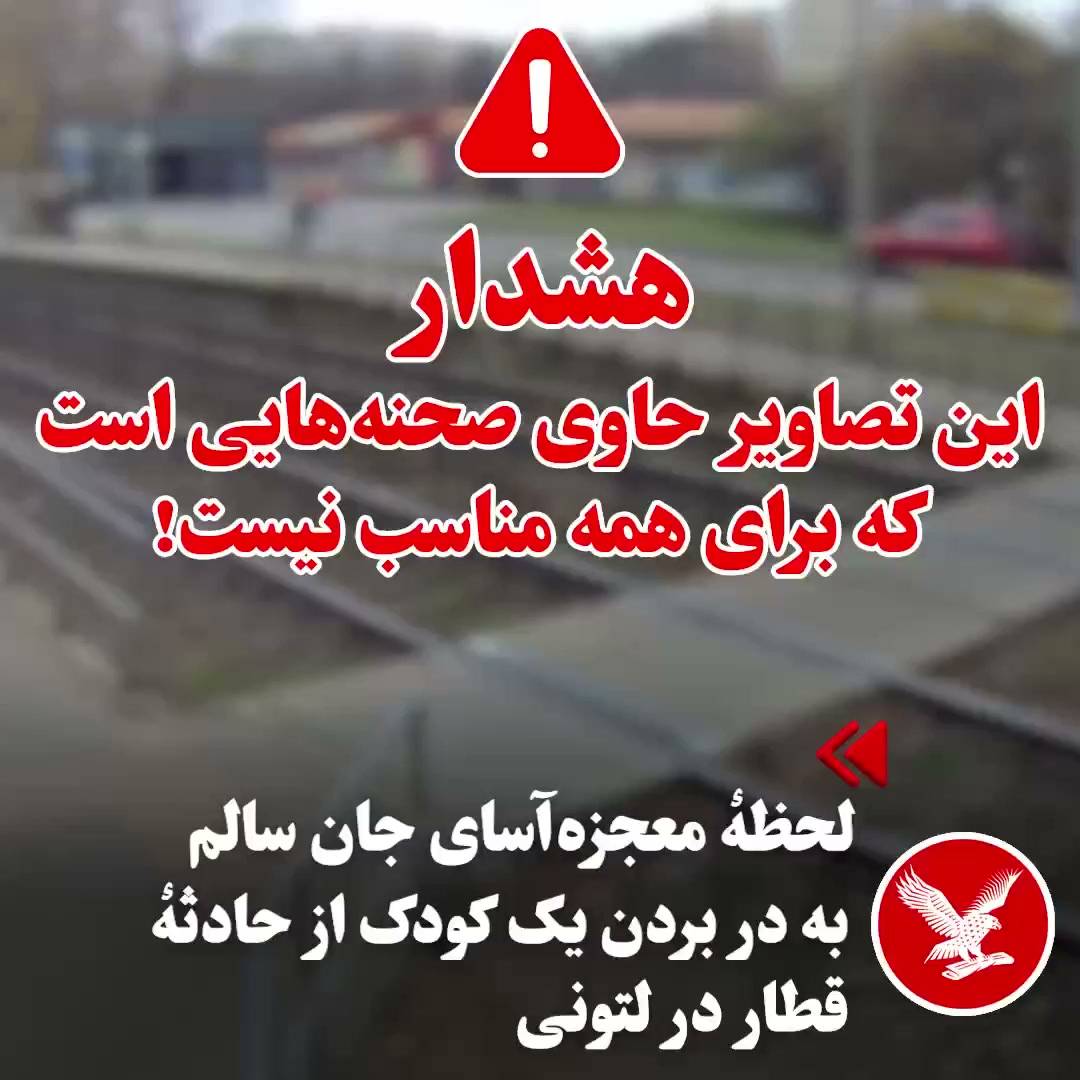 هشدار
این تصاویر حاوی صحنه‌هایی است
که برای همه مناسب نیست!
لحظهٔ معجزه‌آسای جان سالم
به در بردن یک کودک از حادثهٔ
قطار در لتونی